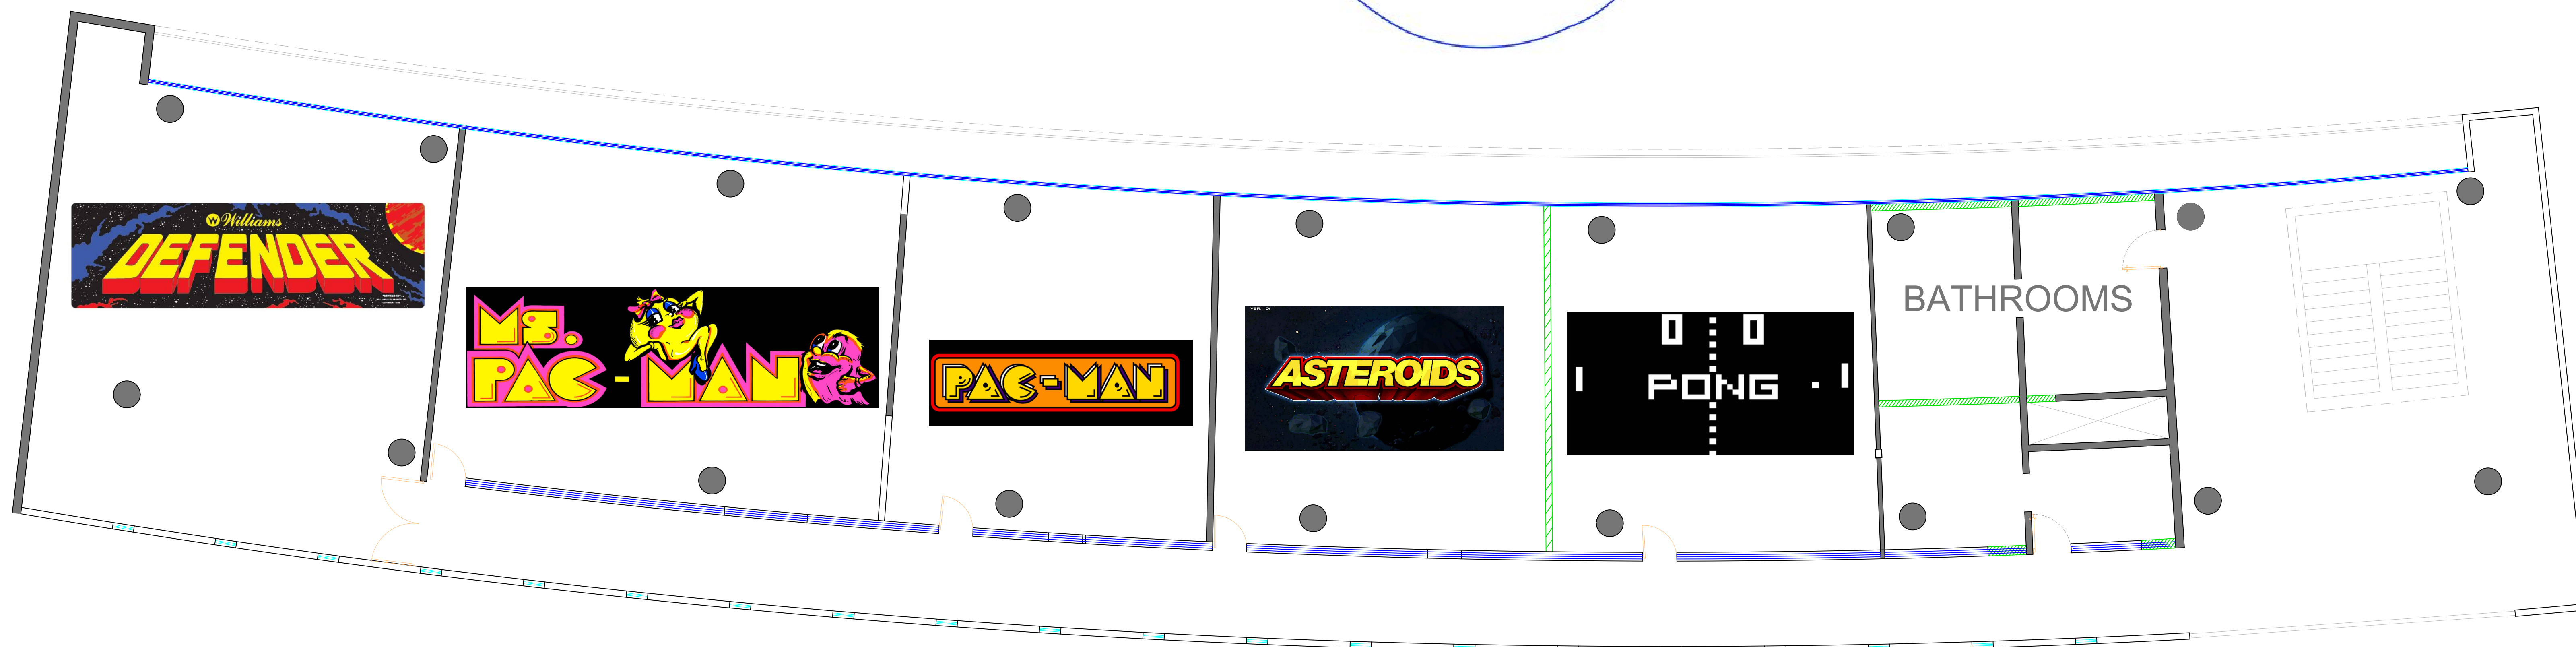 Williams
DEFENDER
MS.
PAC-MAN
PAC-MAN
ASTEROIDS
0 0
PONG
BATHROOMS